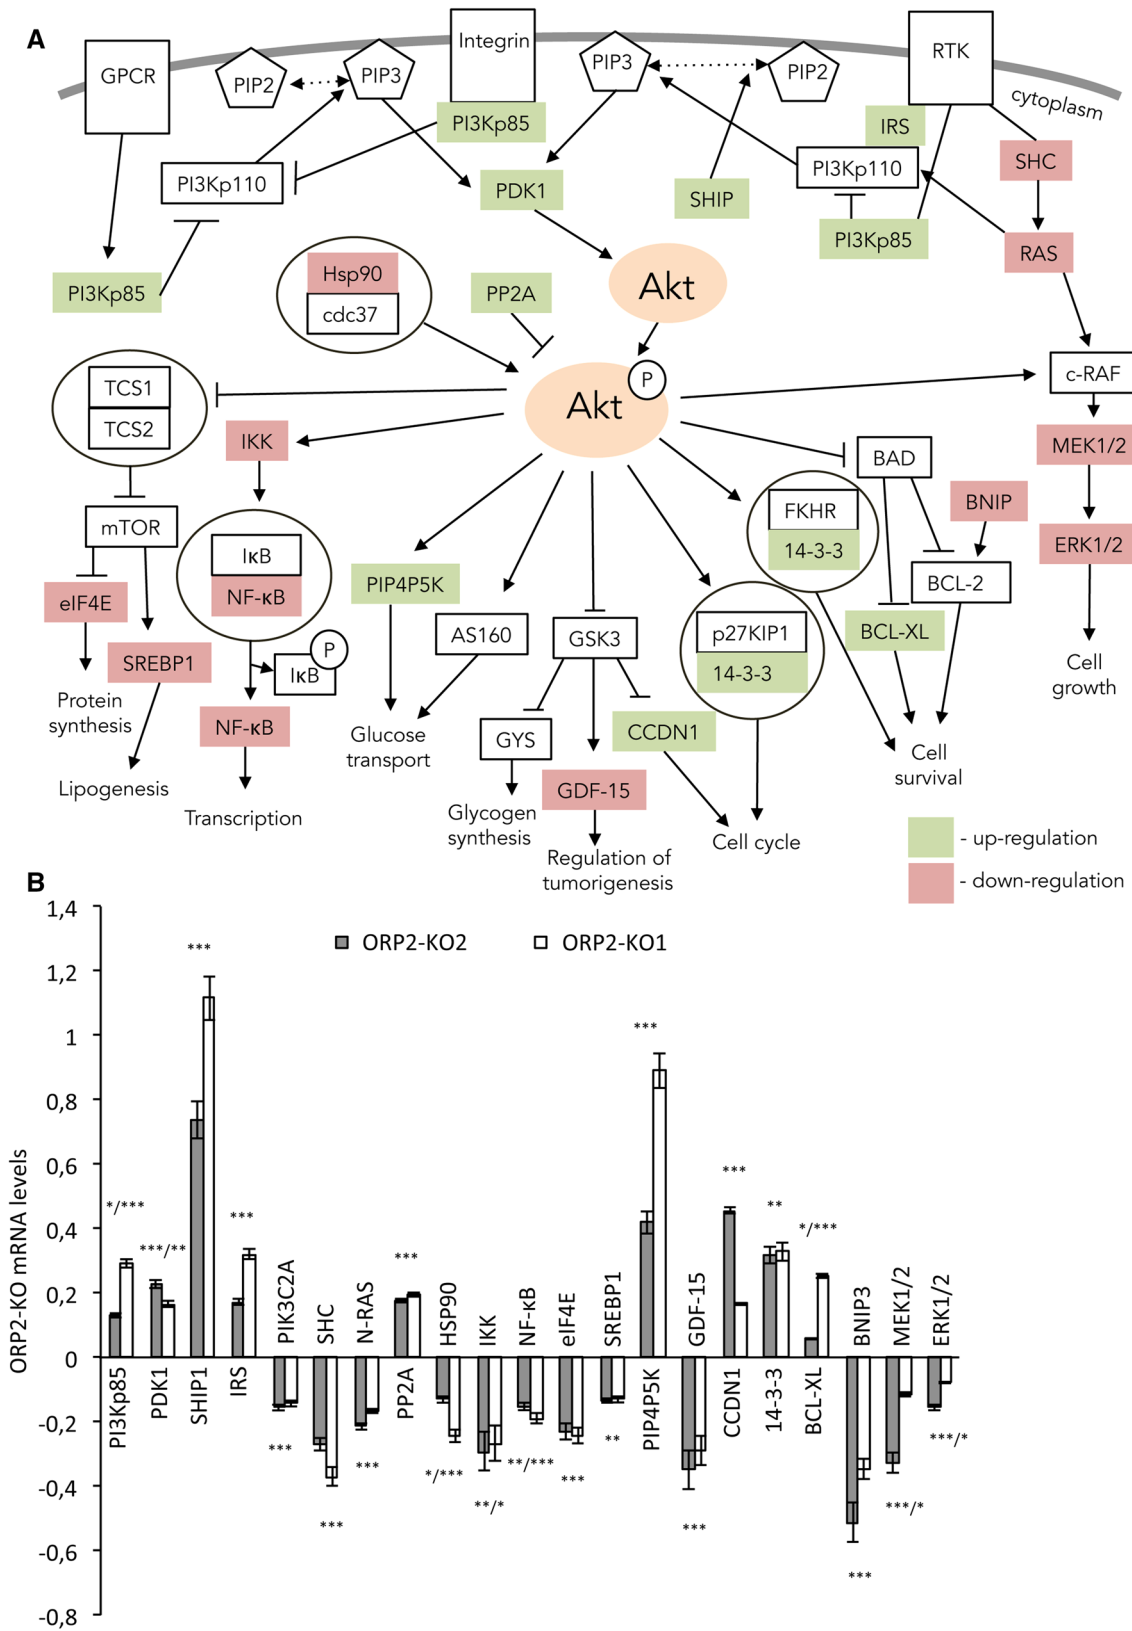 A
GPCR
PIP2
PIP3
Integrin
PI3Kp85
PIP3
PIP2
RTK
cytoplasm
IRS
PI3Kp110
PI3Kp110
SHC
PDK1
SHIP
PI3Kp85
RAS
PI3Kp85
Hsp90
cdc37
PP2A
Akt
TCS1
TCS2
Akt
P
c-RAF
IKK
BAD
MEK1/2
mTOR
FKHR
14-3-3
BNIP
IκB
NF-κB
ERK1/2
eIF4E
PIP4P5K
BCL-2
AS160
GSK3
p27KIP1
14-3-3
BCL-XL
SREBP1
P
IκB
Protein
synthesis
NF-κB
Glucose
transport
GYS
CCDN1
Cell
growth
Cell
survival
Lipogenesis
GDF-15
Transcription
Glycogen
synthesis
Cell cycle
Regulation of
tumorigenesis
- up-regulation
- down-regulation
B
ORP2-KO mRNA levels
1,4
1,2
1
0,8
0,6
0,4
0,2
0
-0,2
-0,4
-0,6
-0,8
ORP2-KO2
ORP2-KO1
*/***
***/**
***
***
***
***
***
***
*/***
**/*
**/***
***
**
***
***
***
**
*/***
***
***/*
***/*
PI3Kp85
PDK1
SHIP1
IRS
PIK3C2A
SHC
N-RAS
PP2A
HSP90
IKK
NF-κB
eIF4E
SREBP1
PIP4P5K
GDF-15
CCDN1
14-3-3
BCL-XL
BNIP3
MEK1/2
ERK1/2